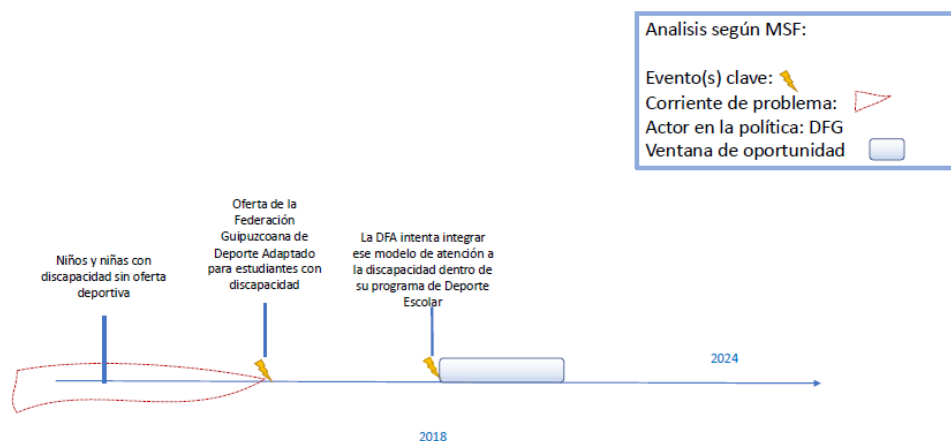 Analisis según MSF:
Evento(s) clave:
Corriente de problema:
Actor en la política: DFG
Ventana de oportunidad
Oferta de la
Federación
Guipuzcoana de
Deporte Adaptado
para estudiantes con
discapacidad
La DFA intenta integrar
ese modelo de atención a
la discapacidad dentro de
su programa de Deporte
Escolar
Niños y niñas con
discapacidad sin oferta
deportiva
2024
2018